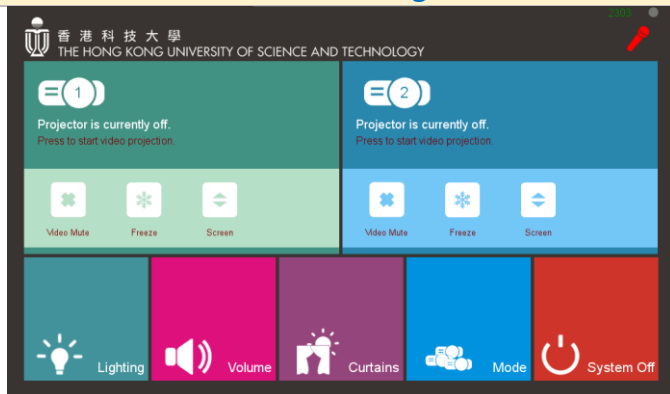 2303
香港科技大學
THE HONG KONG UNIVERSITY OF SCIENCE AND TECHNOLOGY
1
Projector is currently off.
Press to start video projection.
Video Mute Freeze Screen
2
Projector is currently off.
Press to start video projection.
Video Mute Freeze Screen
Lighting
Volume
Curtains
Mode
System Off